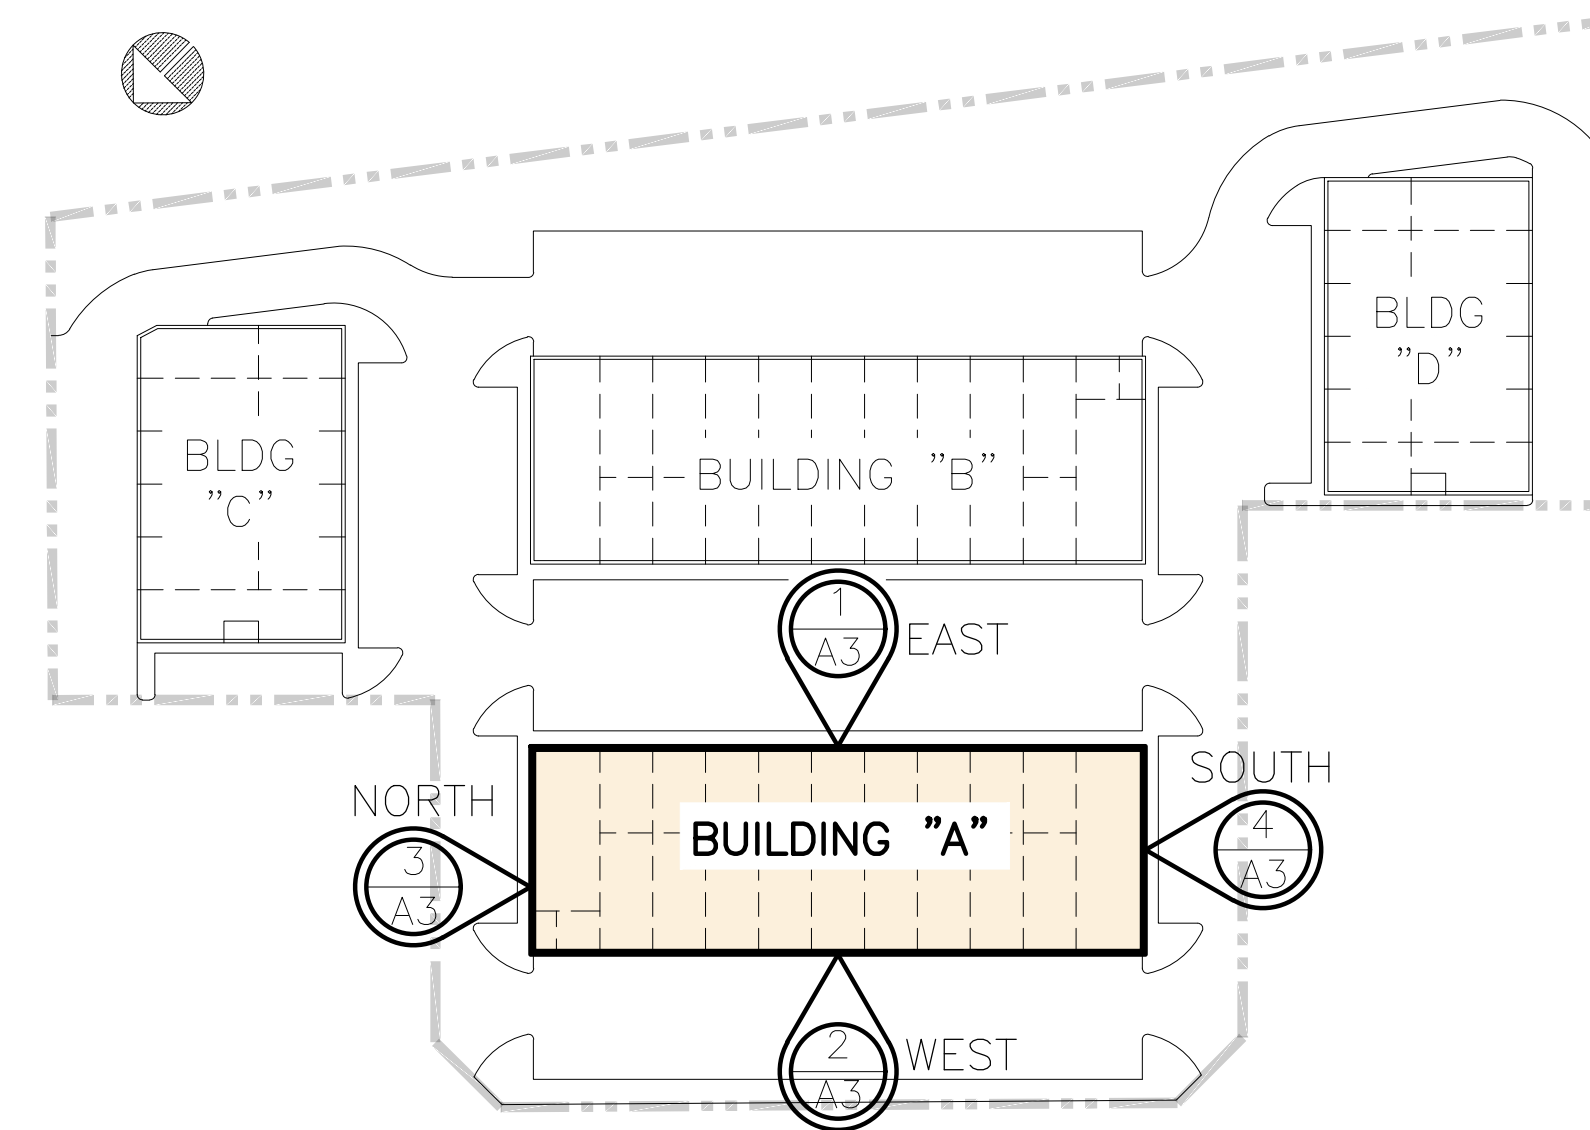 BLDG
"D"
BLDG
"C"
BUILDING "B"
1
A3
EAST
NORTH
3
A3
BUILDING "A"
SOUTH
4
A3
2
A3
WEST